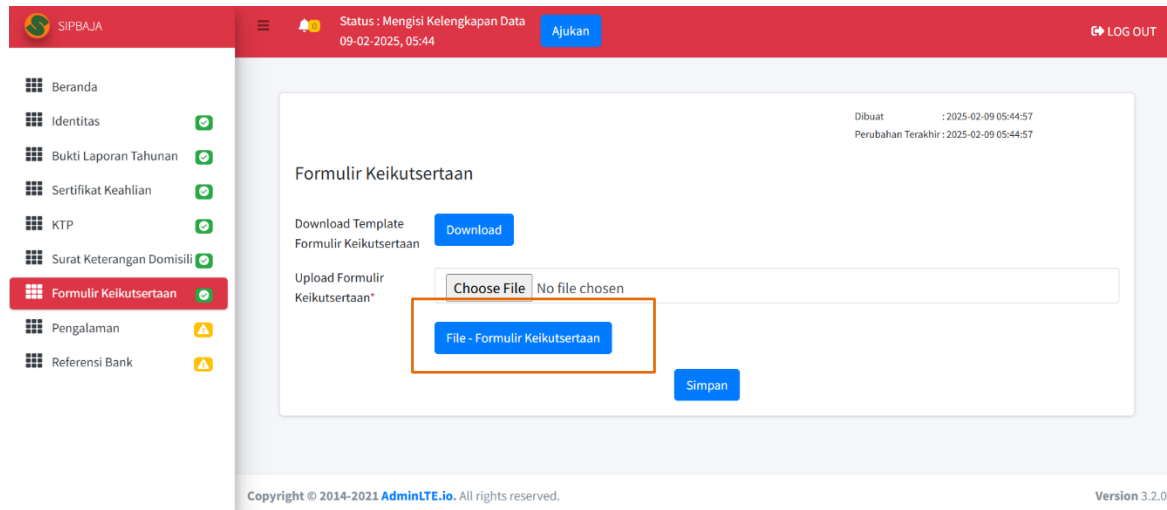 SIPBAJA
0
Status : Mengisi Kelengkapan Data
09-02-2025, 05:44
Ajukan
LOG OUT
Beranda
Identitas
Bukti Laporan Tahunan
Sertifikat Keahlian
KTP
Surat Keterangan Domisili
Formulir Keikutsertaan
Pengalaman
Referensi Bank
Dibuat : 2025-02-09 05:44:57
Perubahan Terakhir : 2025-02-09 05:44:57
Formulir Keikutsertaan
Download Template
Formulir Keikutsertaan
Download
Upload Formulir
Keikutsertaan*
Choose File No file chosen
File - Formulir Keikutsertaan
Simpan
Copyright © 2014-2021 AdminLTE.io. All rights reserved.
Version 3.2.0